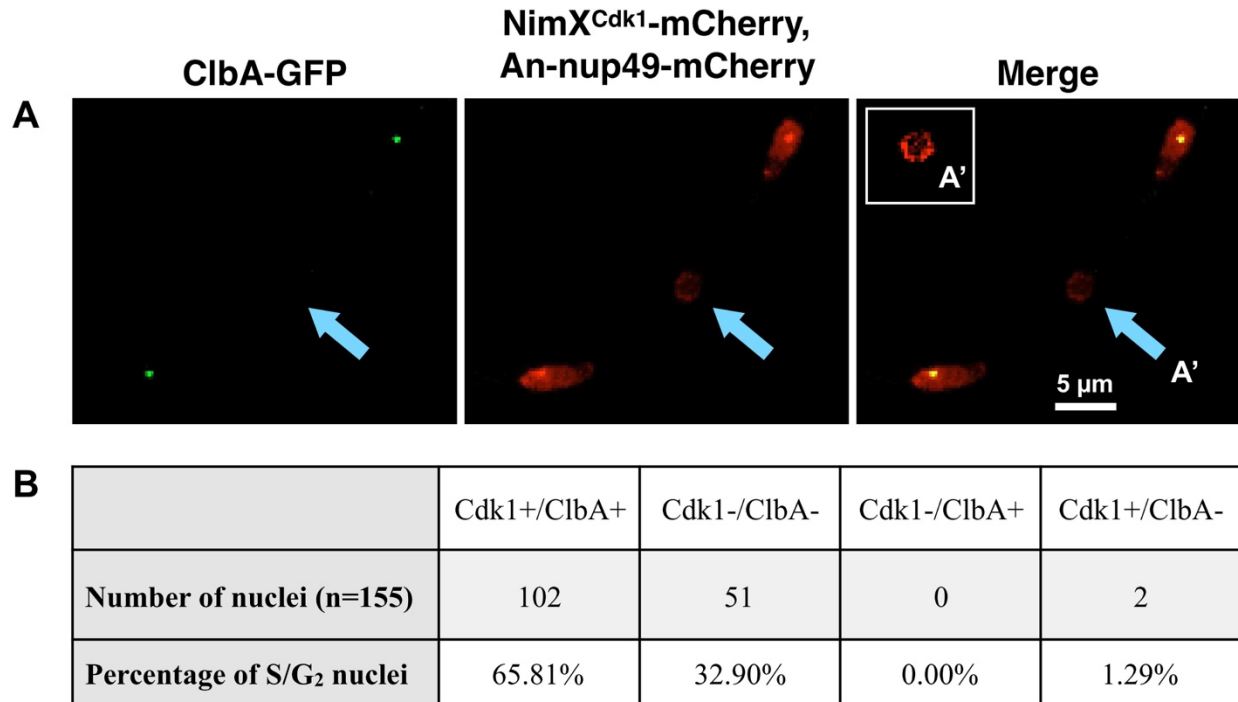 NimXCdk1-mCherry,
ClbA-GFP An-nup49-mCherry Merge
A
A’
5 µm A’
B
Cdk1+/ClbA+ Cdk1-/ClbA- Cdk1-/ClbA+ Cdk1+/ClbA-
Number of nuclei (n=155) 102 51 0 2
Percentage of S/G₂ nuclei 65.81% 32.90% 0.00% 1.29%